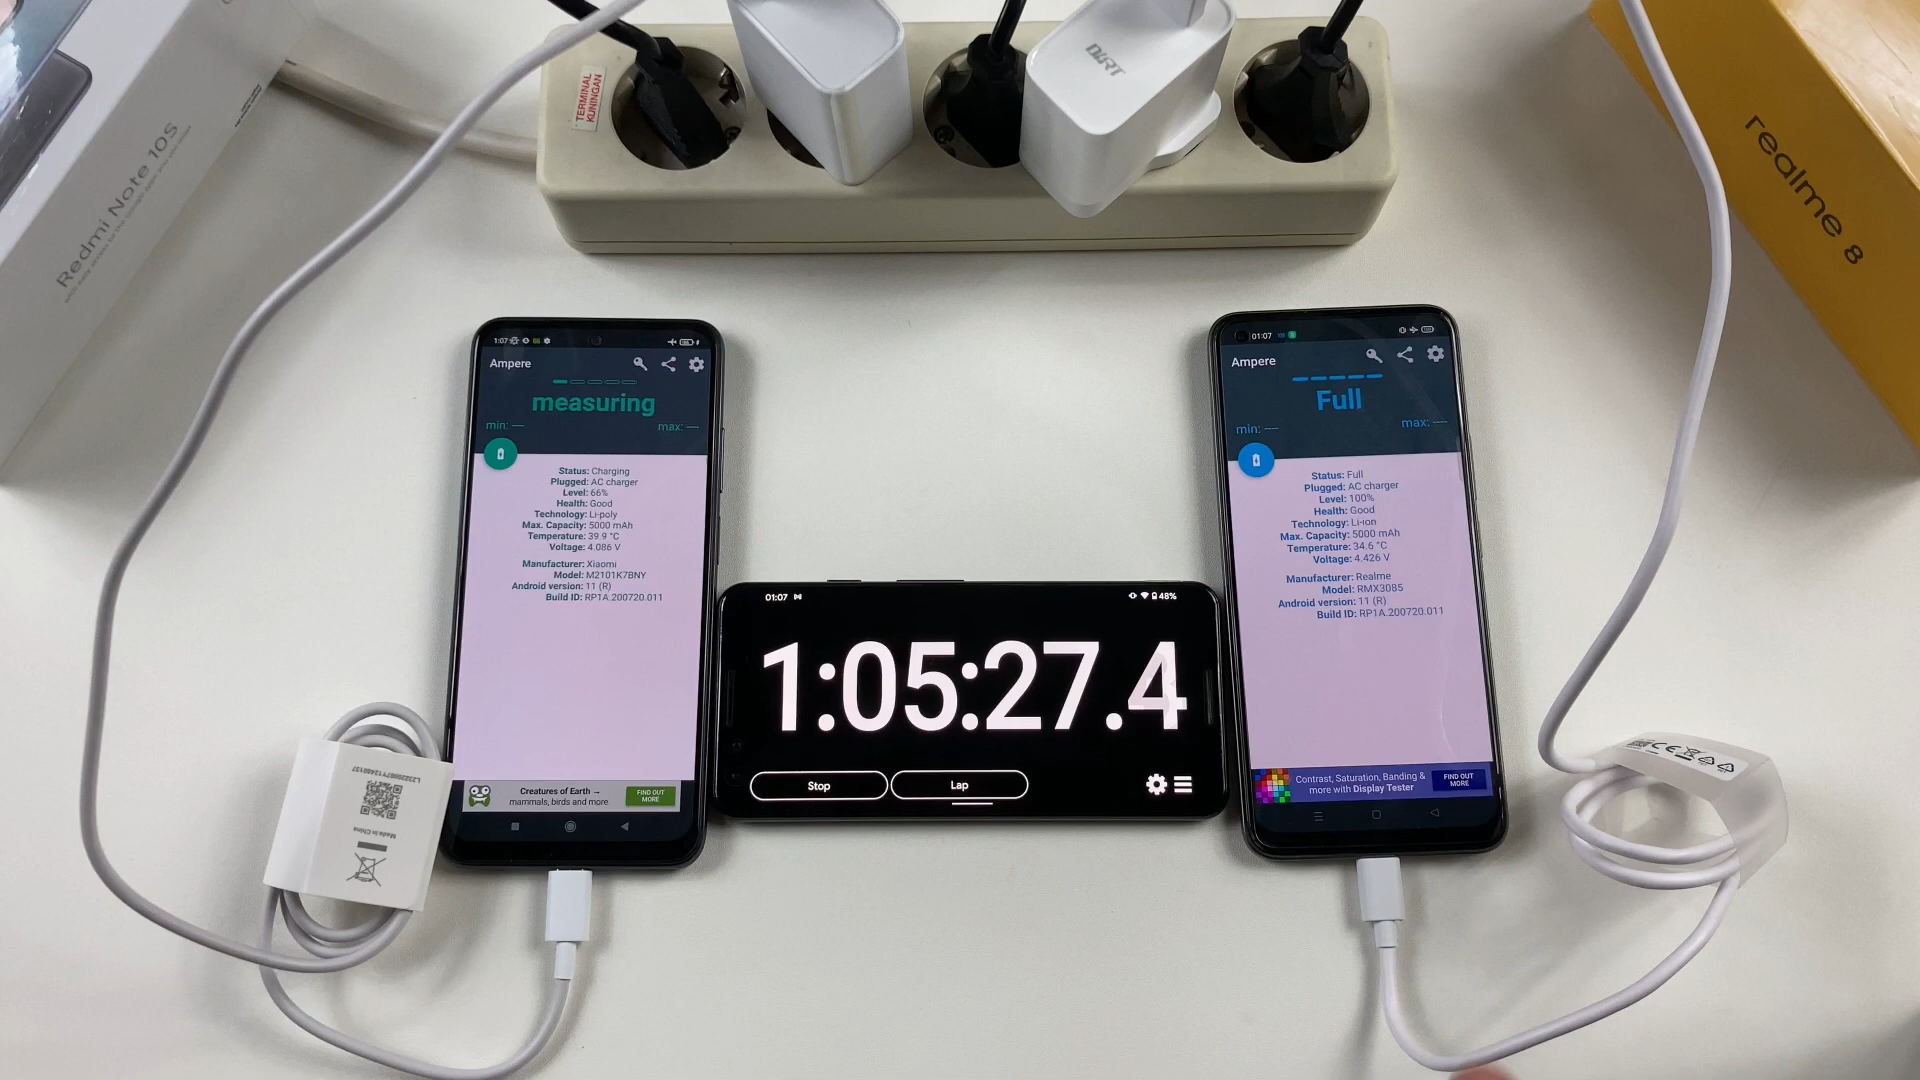 Redmi Note 10S
TERMINAL
KUNINGAN
DART
realme 8
1:07
Ampere
measuring
min: —
max: —
Status: Charging
Plugged: AC charger
Level: 66%
Health: Good
Technology: Li-poly
Max. Capacity: 5000 mAh
Temperature: 39.9 °C
Voltage: 4.086 V
Manufacturer: Xiaomi
Model: M2101K7BNY
Android version: 11 (R)
Build ID: RP1A.200720.011
Creatures of Earth →
mammals, birds and more
FIND OUT
MORE
01:07
48%
1:05:27.4
Stop
Lap
01:07
Ampere
Full
min: —
max: —
Status: Full
Plugged: AC charger
Level: 100%
Health: Good
Technology: Li-ion
Max. Capacity: 5000 mAh
Temperature: 34.6 °C
Voltage: 4.426 V
Manufacturer: Realme
Model: RMX3085
Android version: 11 (R)
Build ID: RP1A.200720.011
Contrast, Saturation, Banding &
more with Display Tester
FIND OUT
MORE
Made in China
CE